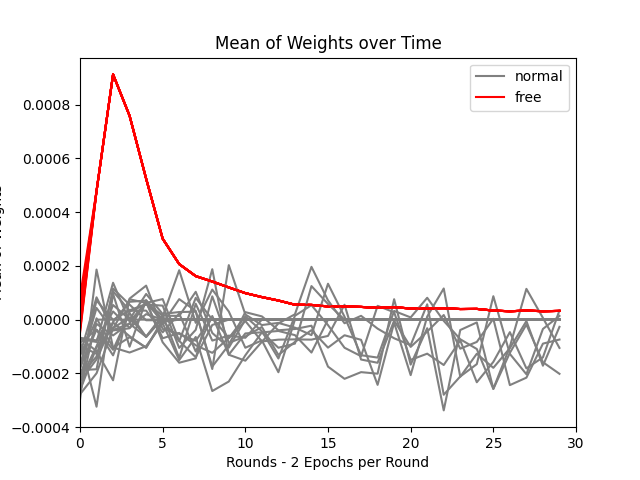 Mean of Weights over Time
normal
free
0.0008
0.0006
0.0004
0.0002
0.0000
−0.0002
−0.0004
0 5 10 15 20 25 30
Rounds - 2 Epochs per Round